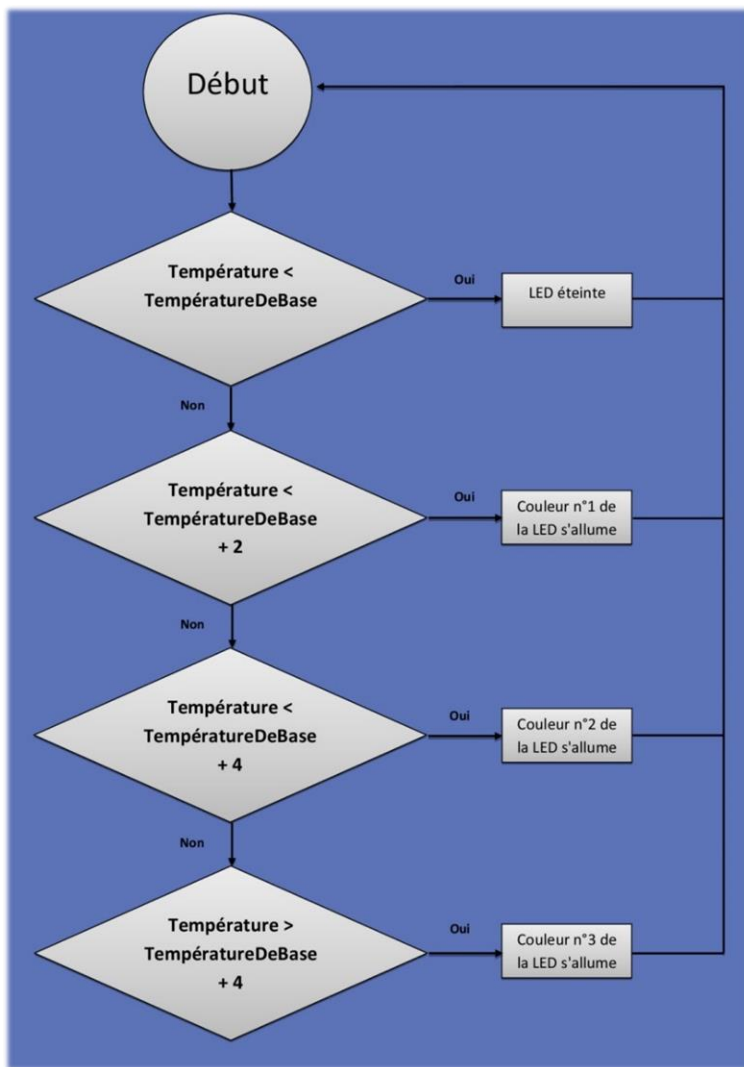 Début
Température <
TempératureDeBase
Oui
LED éteinte
Non
Température <
TempératureDeBase
+ 2
Oui
Couleur n°1 de
la LED s'allume
Non
Température <
TempératureDeBase
+ 4
Oui
Couleur n°2 de
la LED s'allume
Non
Température >
TempératureDeBase
+ 4
Oui
Couleur n°3 de
la LED s'allume